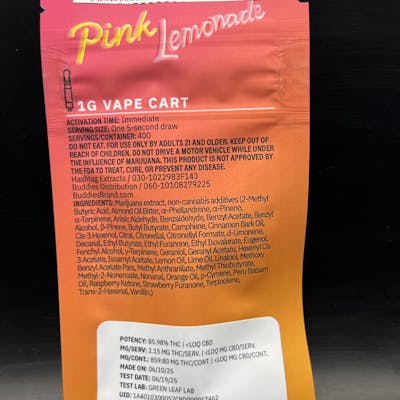 Pink Lemonade
1G VAPE CART
ACTIVATION TIME: Immediate
SERVING SIZE: One 5-second draw
SERVINGS/CONTAINER: 400
DO NOT EAT. FOR USE ONLY BY ADULTS 21 AND OLDER. KEEP OUT
OF REACH OF CHILDREN. DO NOT DRIVE A MOTOR VEHICLE WHILE UNDER
THE INFLUENCE OF MARIJUANA. THIS PRODUCT IS NOT APPROVED BY
THE FDA TO TREAT, CURE, OR PREVENT ANY DISEASE.
Hashtag Extracts / 030-1022983F143
Buddies Distribution / 060-10108279225
BuddiesBrand.com
INGREDIENTS: Marijuana extract, non-cannabis additives (2-Methyl
Butyric Acid, Almond Oil Bitter, α-Phellandrene, α-Pinene,
α-Terpinene, Anisic Aldehyde, Benzaldehyde, Benzyl Acetate, Benzyl
Alcohol, β-Pinene, Butyl Butyrate, Camphene, Cinnamon Bark Oil,
Cis-3 Hexenol, Citral, Citronellal, Citronellyl Formate, d-Limonene,
Decanal, Ethyl Butyrate, Ethyl Furanone, Ethyl Isovalerate, Eugenol,
Fenchyl Alcohol, γ-Terpinene, Geraniol, Geranyl Acetate, Hexenyl Cis
3 Acetate, Isoamyl Acetate, Lemon Oil, Lime Oil, Linalool, Methoxy
Benzyl Acetate Para, Methyl Anthranilate, Methyl Thiobutyrate,
Methyl-2-Nonenoate, Nonanal, Orange Oil, p-Cymene, Peru Balsam
Oil, Raspberry Ketone, Strawberry Furanone, Terpinolene,
Trans-2-Hexenal, Vanillin.)
POTENCY: 85.98% THC | <LOQ CBD
MG/SERV: 2.15 MG THC/SERV. | <LOQ MG CBD/SERV.
MG/CONT.: 859.80 MG THC/CONT. | <LOQ MG CBD/CONT.
MADE ON: 06/10/25
TEST DATE: 06/19/25
TEST LAB: GREEN LEAF LAB